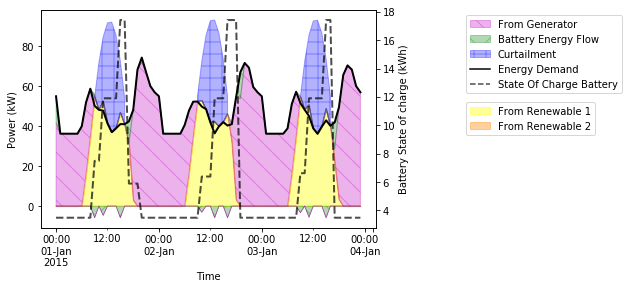 18
From Generator
Battery Energy Flow
Curtailment
Energy Demand
State Of Charge Battery
From Renewable 1
From Renewable 2
80
60
40
20
0
Power (kW)
16
14
12
10
8
6
4
Battery State of charge (kWh)
00:00 12:00 00:00 12:00 00:00 12:00 00:00
01-Jan 02-Jan 03-Jan 04-Jan
2015
Time